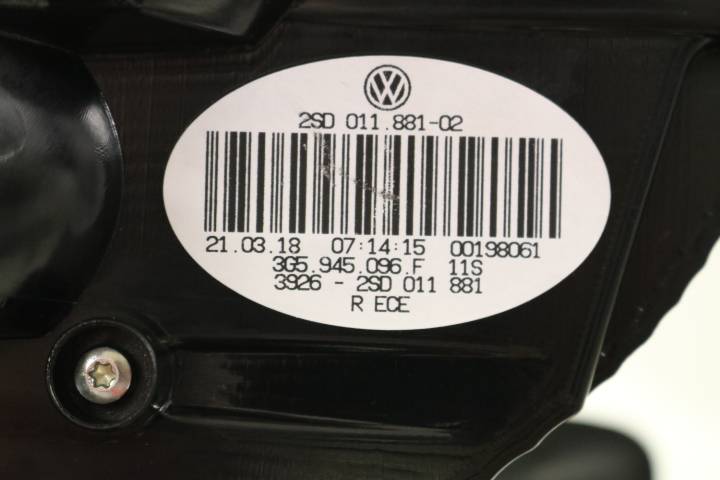 VW
2SD 011.881-02
21.03.18 07:14:15 00198061
3G5.945.096.F 11S
3926 - 2SD 011 881
R ECE